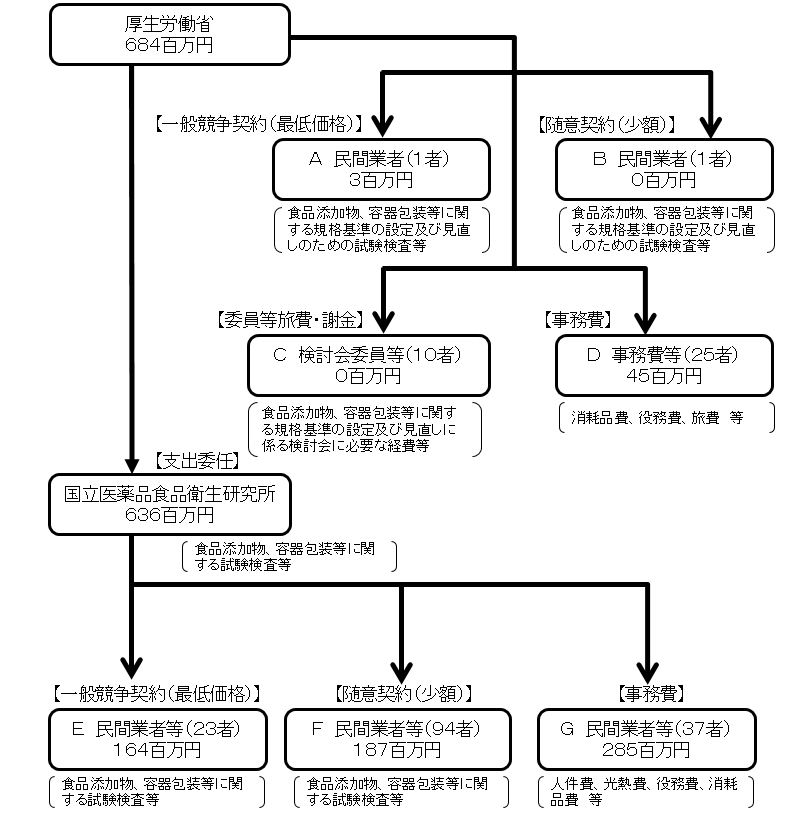 厚生労働省
684百万円
【一般競争契約（最低価格）】
【随意契約（少額）】
A 民間業者（1者）
3百万円
B 民間業者（1者）
0百万円
食品添加物、容器包装等に関
する規格基準の設定及び見直
しのための試験検査等
食品添加物、容器包装等に関
する規格基準の設定及び見直
しのための試験検査等
【委員等旅費・謝金】
【事務費】
C 検討会委員等（10者）
0百万円
D 事務費等（25者）
45百万円
食品添加物、容器包装等に関す
る規格基準の設定及び見直しに
係る検討会に必要な経費等
消耗品費、役務費、旅費 等
【支出委任】
国立医薬品食品衛生研究所
636百万円
食品添加物、容器包装等に関
する試験検査等
【一般競争契約（最低価格）】
【随意契約（少額）】
【事務費】
E 民間業者等（23者）
164百万円
F 民間業者等（94者）
187百万円
G 民間業者等（37者）
285百万円
食品添加物、容器包装等に関
する試験検査等
食品添加物、容器包装等に関
する試験検査等
人件費、光熱費、役務費、消耗
品費 等